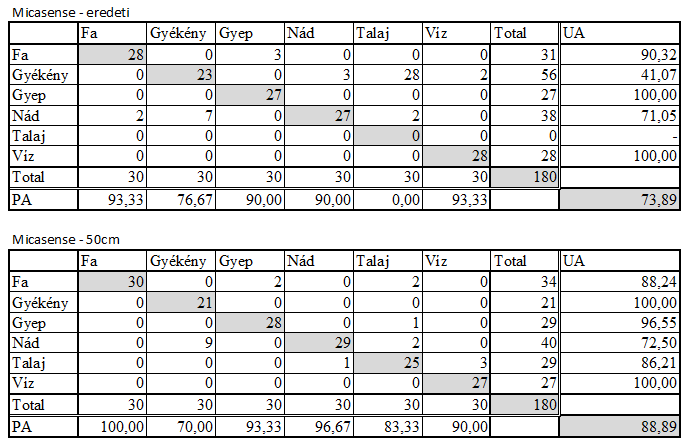 Micasense - eredeti
Fa Gyékény Gyep Nád Talaj Víz Total UA
Fa 28 0 3 0 0 0 31 90,32
Gyékény 0 23 0 3 28 2 56 41,07
Gyep 0 0 27 0 0 0 27 100,00
Nád 2 7 0 27 2 0 38 71,05
Talaj 0 0 0 0 0 0 0 -
Víz 0 0 0 0 0 28 28 100,00
Total 30 30 30 30 30 30 180
PA 93,33 76,67 90,00 90,00 0,00 93,33 73,89
Micasense - 50cm
Fa Gyékény Gyep Nád Talaj Víz Total UA
Fa 30 0 2 0 2 0 34 88,24
Gyékény 0 21 0 0 0 0 21 100,00
Gyep 0 0 28 0 1 0 29 96,55
Nád 0 9 0 29 2 0 40 72,50
Talaj 0 0 0 1 25 3 29 86,21
Víz 0 0 0 0 0 27 27 100,00
Total 30 30 30 30 30 30 180
PA 100,00 70,00 93,33 96,67 83,33 90,00 88,89